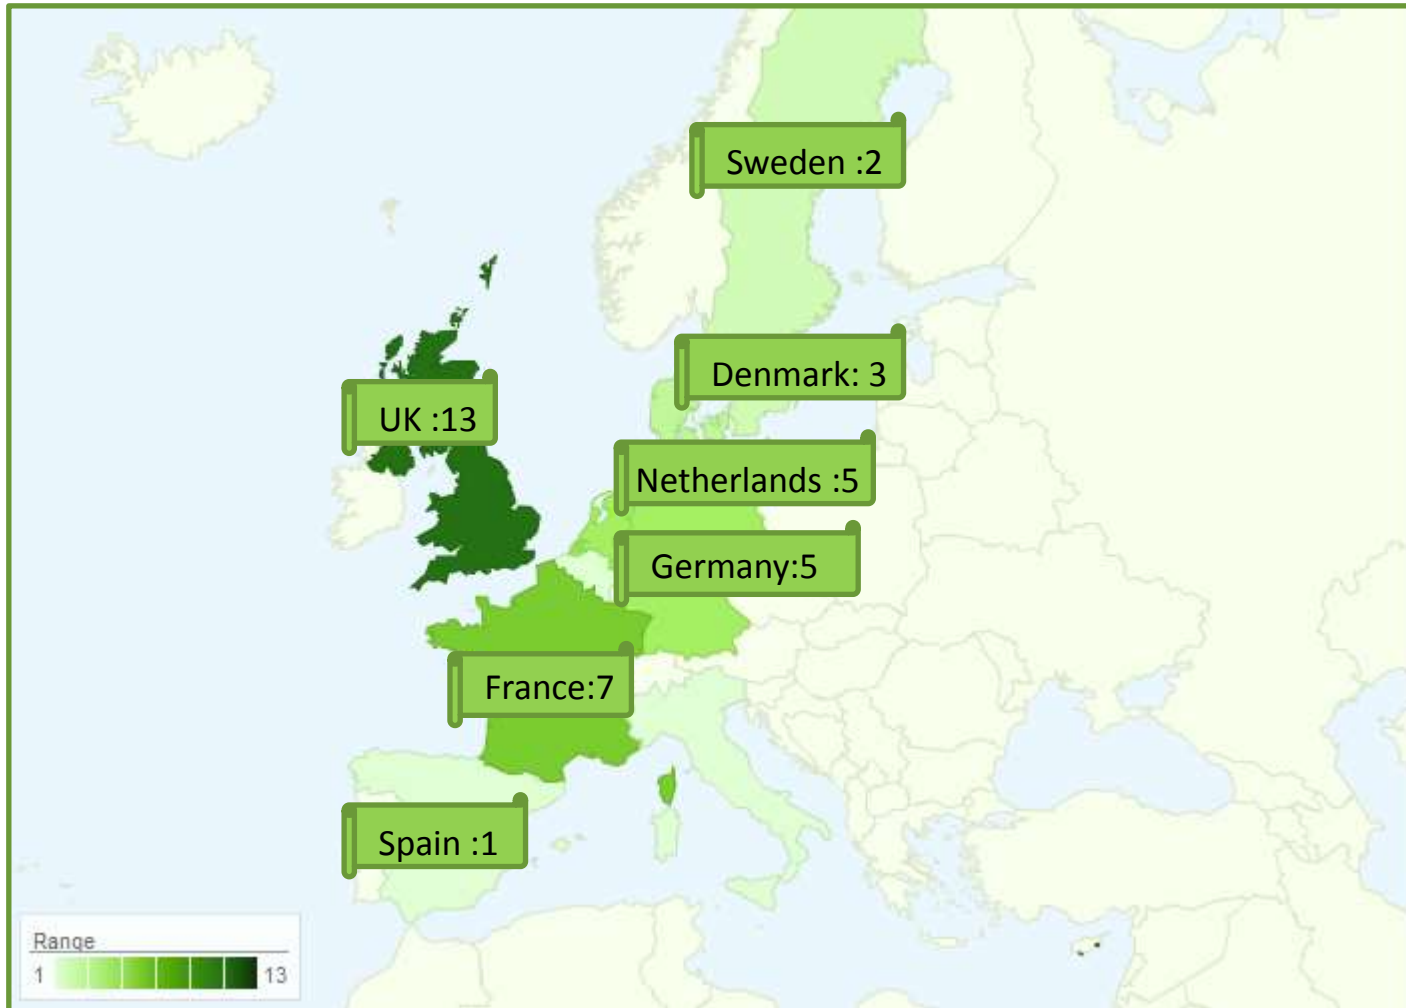 Sweden :2
Denmark: 3
UK :13
Netherlands :5
Germany:5
France:7
Spain :1
Range
1 13